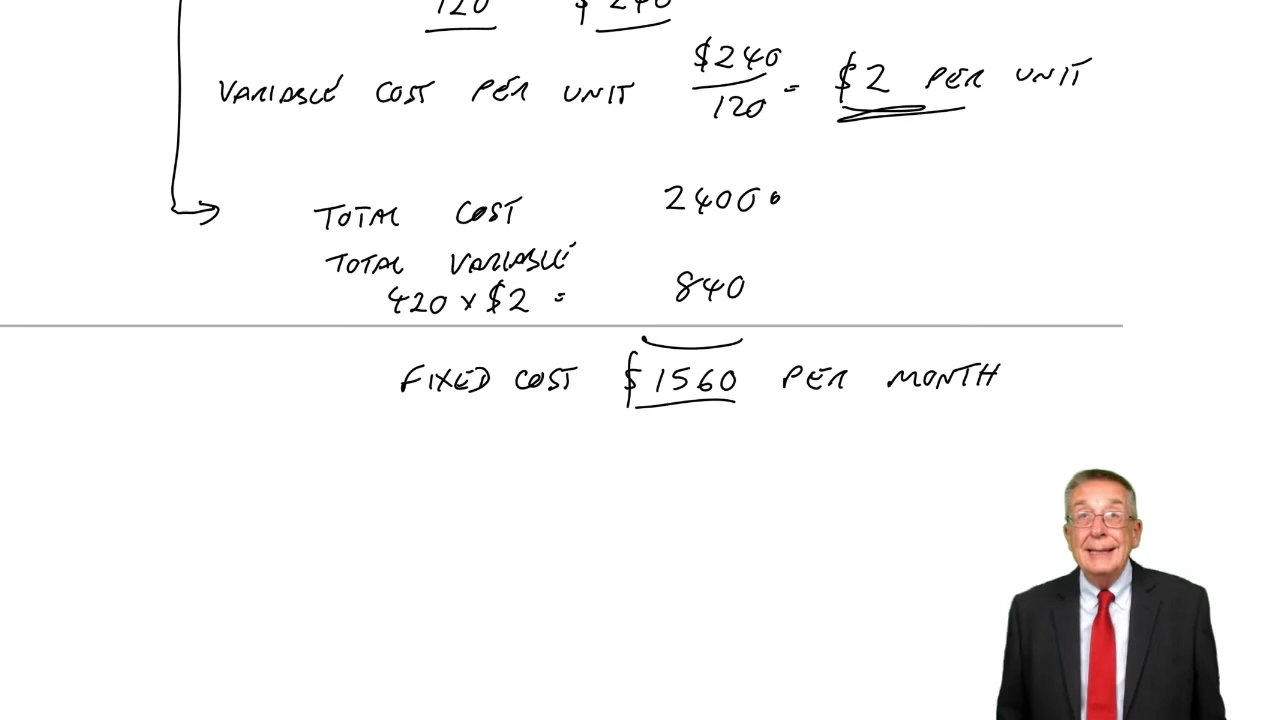 120 $ 240
VARIABLE COST PER UNIT $240/120 = $2 PER UNIT
TOTAL COST 2400
TOTAL VARIABLE
420 x $2 = 840
FIXED COST $1560 PER MONTH